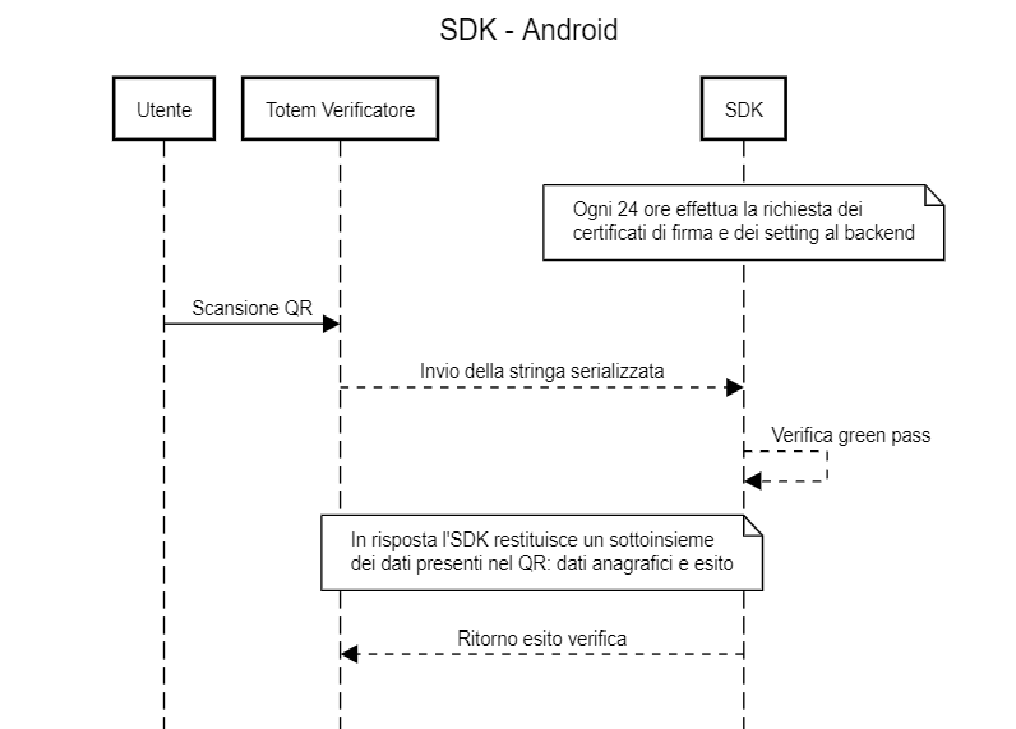 SDK - Android
Utente
Totem Verificatore
SDK
Ogni 24 ore effettua la richiesta dei
certificati di firma e dei setting al backend
Scansione QR
Invio della stringa serializzata
Verifica green pass
In risposta l'SDK restituisce un sottoinsieme
dei dati presenti nel QR: dati anagrafici e esito
Ritorno esito verifica